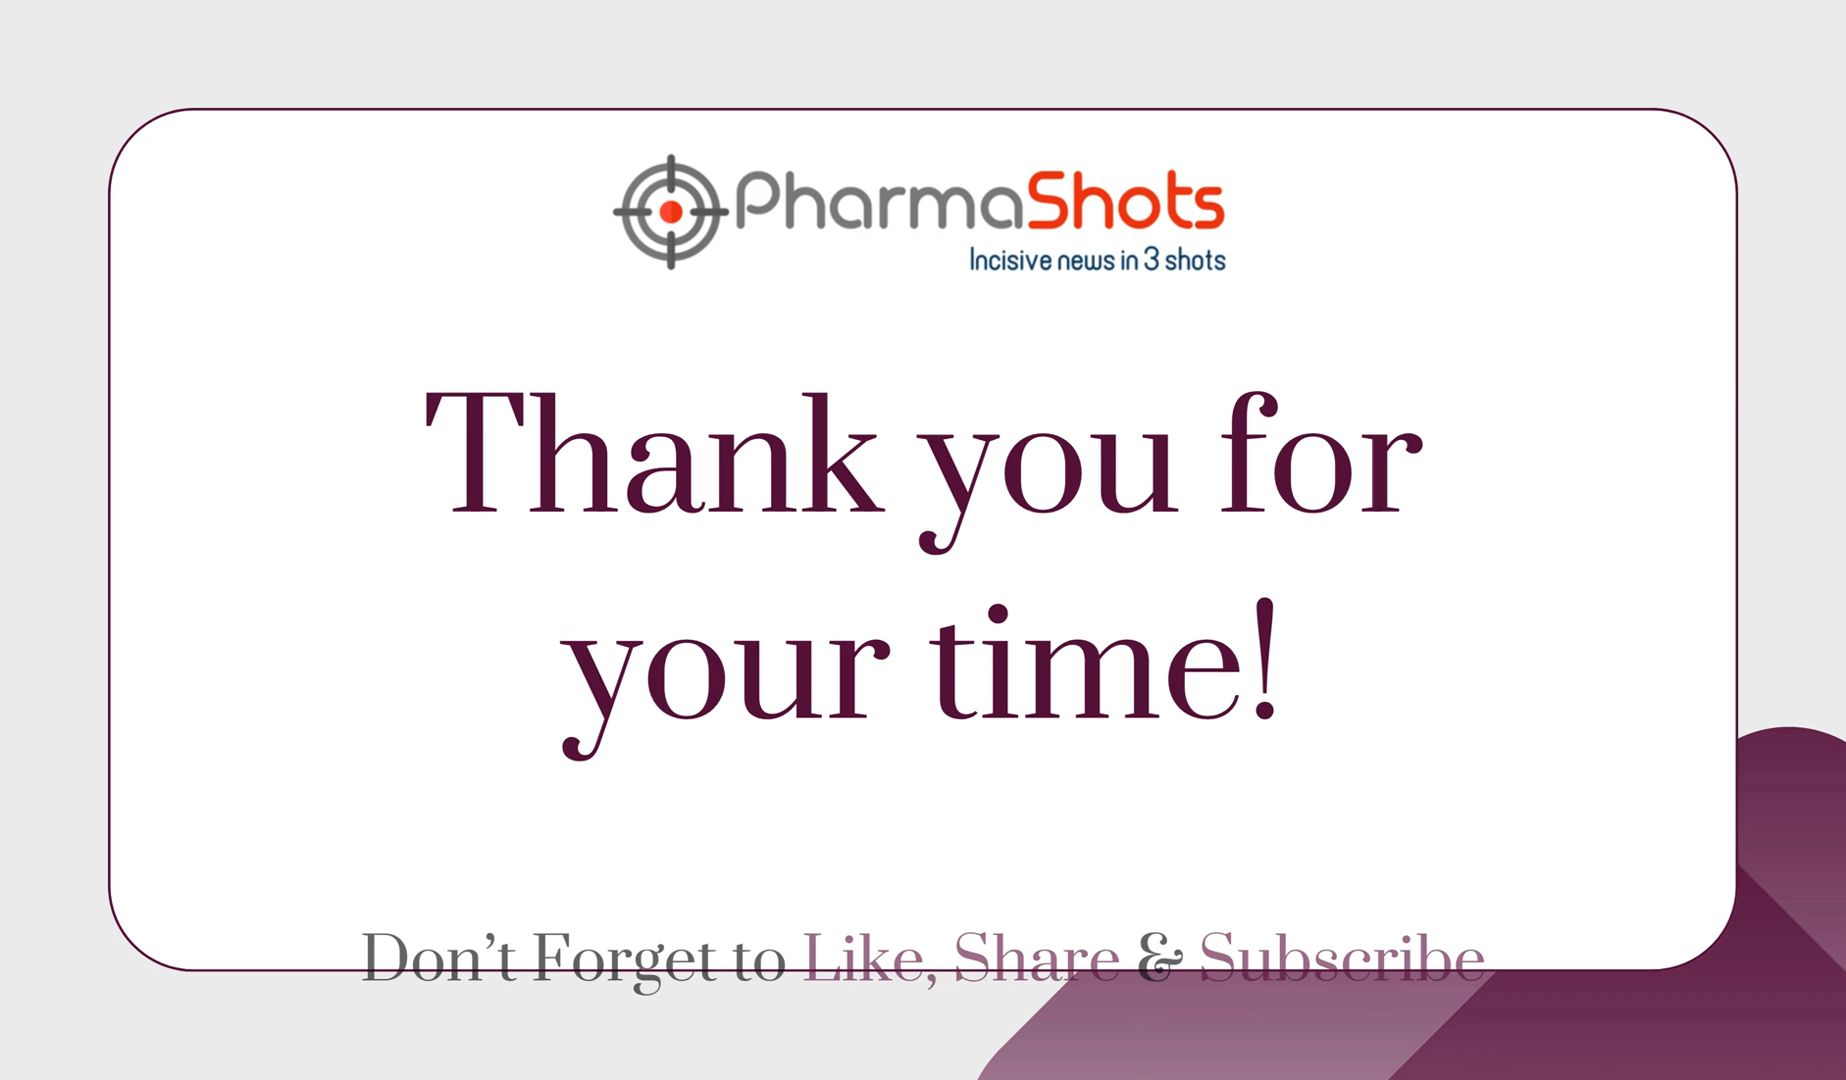 PharmaShots
Incisive news in 3 shots
Thank you for
your time!
Don’t Forget to Like, Share & Subscribe